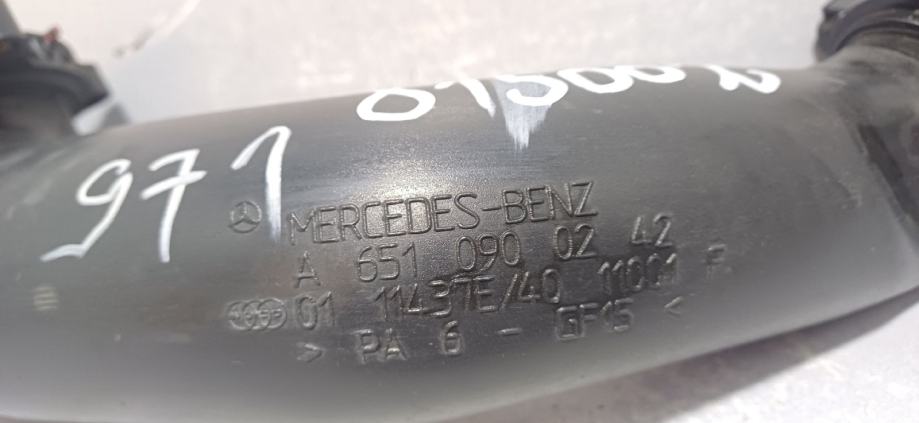 971
MERCEDES-BENZ
A 651 090 02 42
01 11437E/40 11001 F
> PA 6 - GF15 <